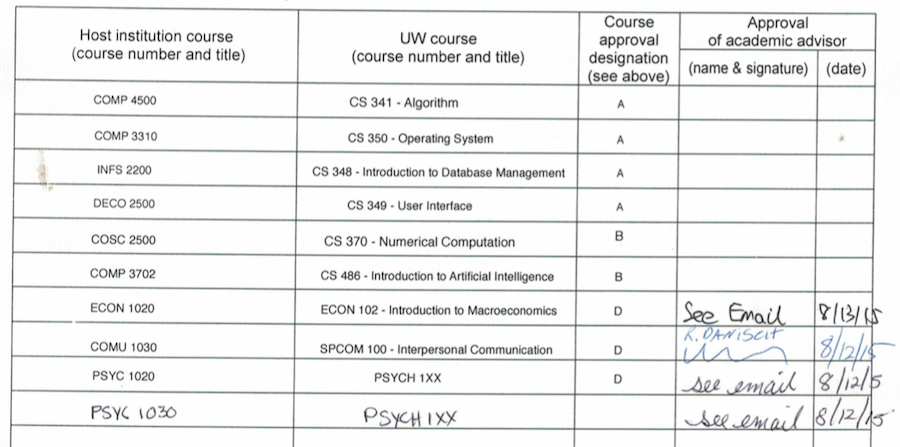 Host institution course
(course number and title)
UW course
(course number and title)
Course
approval
designation
(see above)
Approval
of academic advisor
(name & signature)
(date)
COMP 4500 CS 341 - Algorithm A
COMP 3310 CS 350 - Operating System A
INFS 2200 CS 348 - Introduction to Database Management A
DECO 2500 CS 349 - User Interface A
COSC 2500 CS 370 - Numerical Computation B
COMP 3702 CS 486 - Introduction to Artificial Intelligence B
ECON 1020 ECON 102 - Introduction to Macroeconomics D See Email 8/13/15
COMU 1030 SPCOM 100 - Interpersonal Communication D 8/12/15
PSYC 1020 PSYCH 1XX D see email 8/12/5
PSYC 1030 PSYCH 1XX see email 8/12/15